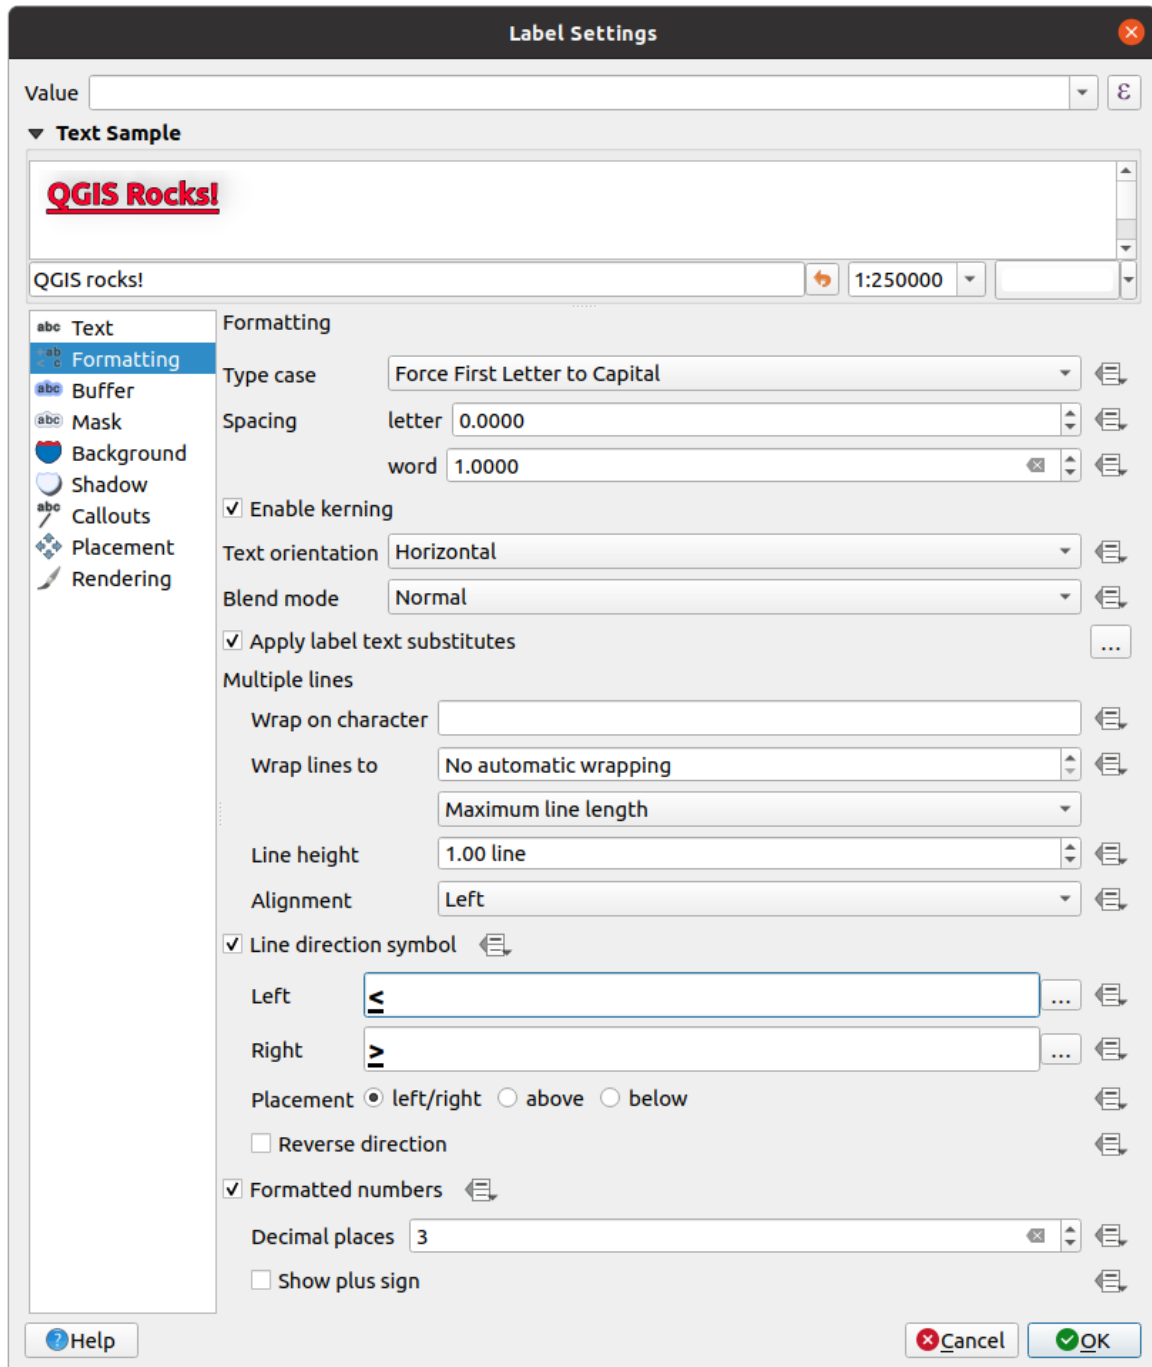 Label Settings
Value
ε
Text Sample
QGIS Rocks!
QGIS rocks!
1:250000
abc Text
Formatting
abc Buffer
abc Mask
Background
Shadow
abc Callouts
Placement
Rendering
Formatting
Type case Force First Letter to Capital
Spacing letter 0.0000
word 1.0000
Enable kerning
Text orientation Horizontal
Blend mode Normal
Apply label text substitutes ...
Multiple lines
Wrap on character
Wrap lines to No automatic wrapping
Maximum line length
Line height 1.00 line
Alignment Left
Line direction symbol
Left < ...
Right > ...
Placement left/right above below
Reverse direction
Formatted numbers
Decimal places 3
Show plus sign
Help Cancel OK